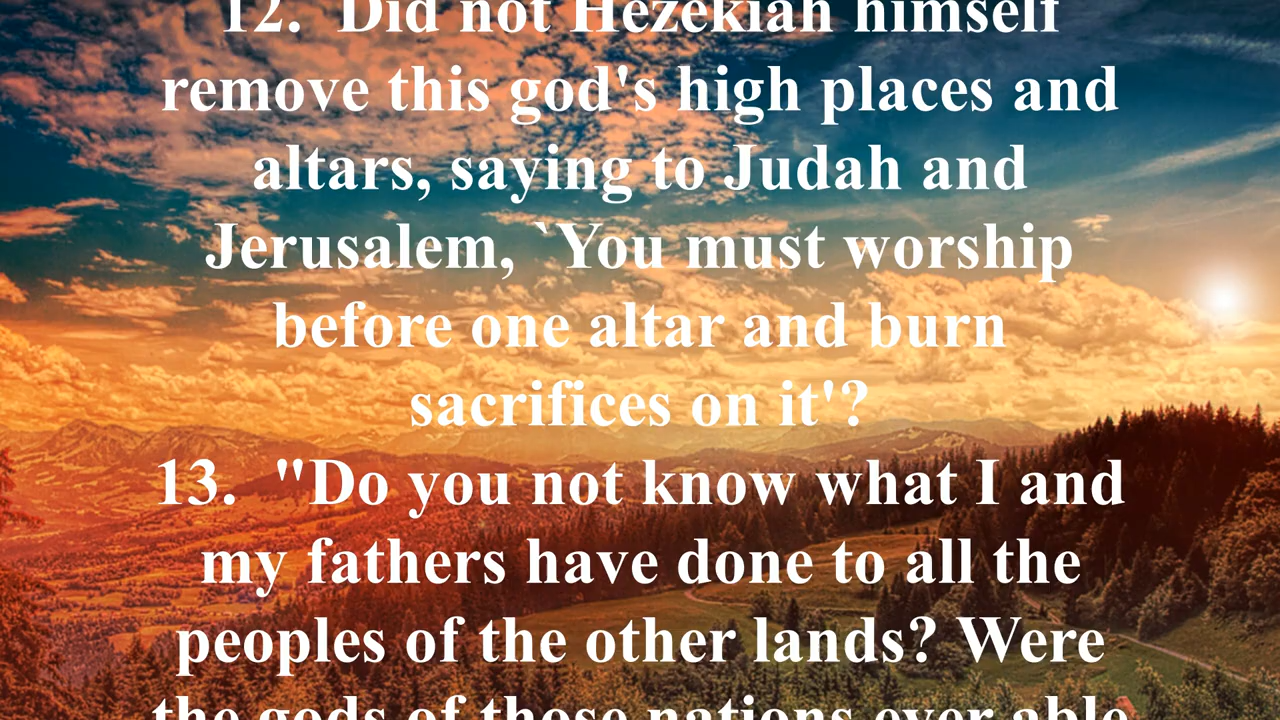 12.  Did not Hezekiah himself
remove this god's high places and
altars, saying to Judah and
Jerusalem, `You must worship
before one altar and burn
sacrifices on it'?
13.  "Do you not know what I and
my fathers have done to all the
peoples of the other lands? Were
the gods of those nations ever able